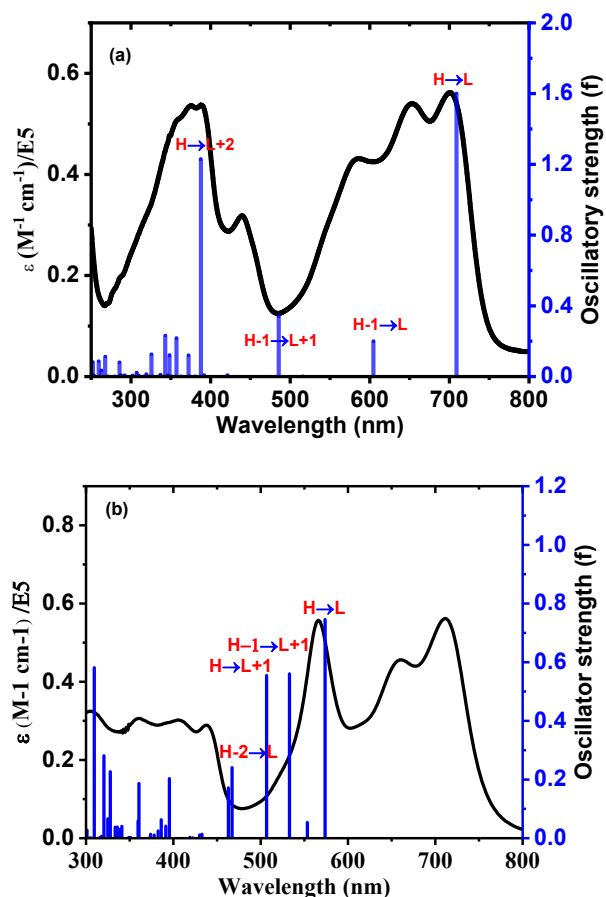 (a)
H→L
H→L+2
H-1→L+1
H-1→L
ε (M⁻¹ cm⁻¹)/E5
0.6
0.4
0.2
0.0
Oscillatory strength (f)
2.0
1.6
1.2
0.8
0.4
0.0
300 400 500 600 700 800
Wavelength (nm)
(b)
H→L
H–1→L+1
H→L+1
H-2→L
ε (M-1 cm-1) /E5
0.8
0.6
0.4
0.2
0.0
Oscillator strength (f)
1.2
1.0
0.8
0.6
0.4
0.2
0.0
300 400 500 600 700 800
Wavelength (nm)